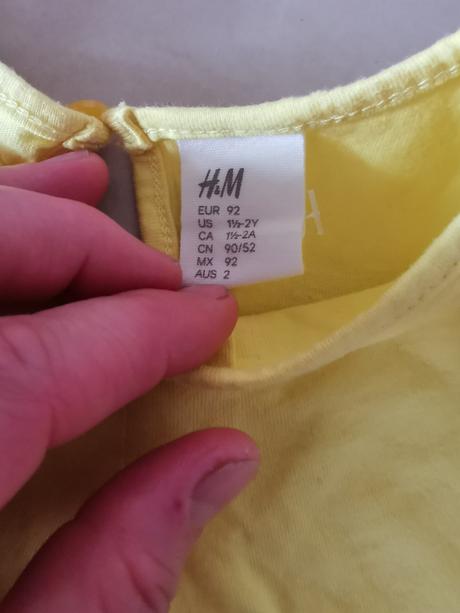 H&M
EUR 92
US 1½-2Y
CA 1½-2A
CN 90/52
MX 92
AUS 2